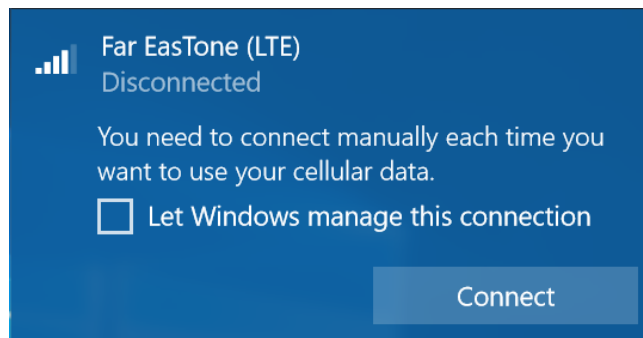 Far EasTone (LTE)
Disconnected
You need to connect manually each time you
want to use your cellular data.
Let Windows manage this connection
Connect